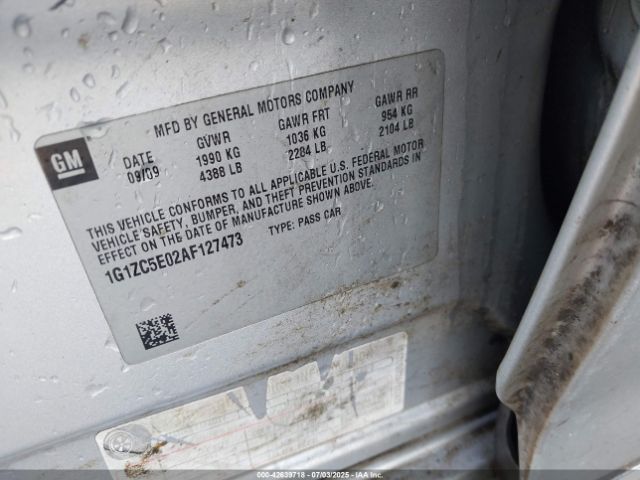 MFD BY GENERAL MOTORS COMPANY
GM
DATE GVWR GAWR FRT GAWR RR
09/09 1990 KG 1036 KG 954 KG
4388 LB 2284 LB 2104 LB
THIS VEHICLE CONFORMS TO ALL APPLICABLE U.S. FEDERAL MOTOR
VEHICLE SAFETY, BUMPER, AND THEFT PREVENTION STANDARDS IN
EFFECT ON THE DATE OF MANUFACTURE SHOWN ABOVE.
1G1ZC5E02AF127473 TYPE: PASS CAR
000-42639718 - 07/03/2025 - IAAI.com